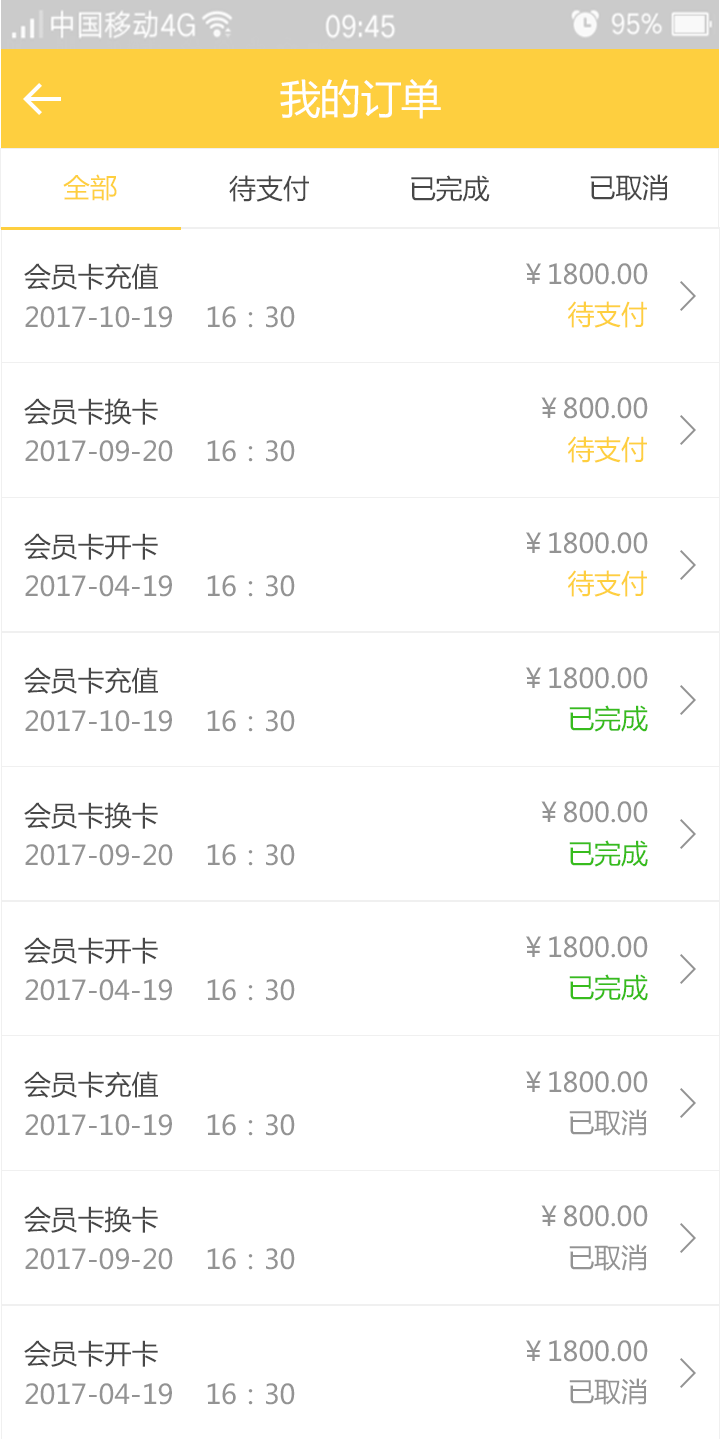 中国移动4G 09:45 95%
我的订单
全部 待支付 已完成 已取消
会员卡充值 ¥1800.00
2017-10-19 16：30 待支付
会员卡换卡 ¥800.00
2017-09-20 16：30 待支付
会员卡开卡 ¥1800.00
2017-04-19 16：30 待支付
会员卡充值 ¥1800.00
2017-10-19 16：30 已完成
会员卡换卡 ¥800.00
2017-09-20 16：30 已完成
会员卡开卡 ¥1800.00
2017-04-19 16：30 已完成
会员卡充值 ¥1800.00
2017-10-19 16：30 已取消
会员卡换卡 ¥800.00
2017-09-20 16：30 已取消
会员卡开卡 ¥1800.00
2017-04-19 16：30 已取消